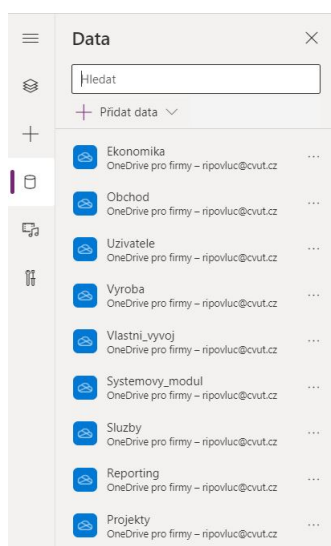 Data
Hledat
Přidat data
Ekonomika
OneDrive pro firmy – ripovluc@cvut.cz
Obchod
OneDrive pro firmy – ripovluc@cvut.cz
Uzivatele
OneDrive pro firmy – ripovluc@cvut.cz
Vyroba
OneDrive pro firmy – ripovluc@cvut.cz
Vlastni_vyvoj
OneDrive pro firmy – ripovluc@cvut.cz
Systemovy_modul
OneDrive pro firmy – ripovluc@cvut.cz
Sluzby
OneDrive pro firmy – ripovluc@cvut.cz
Reporting
OneDrive pro firmy – ripovluc@cvut.cz
Projekty
OneDrive pro firmy – ripovluc@cvut.cz